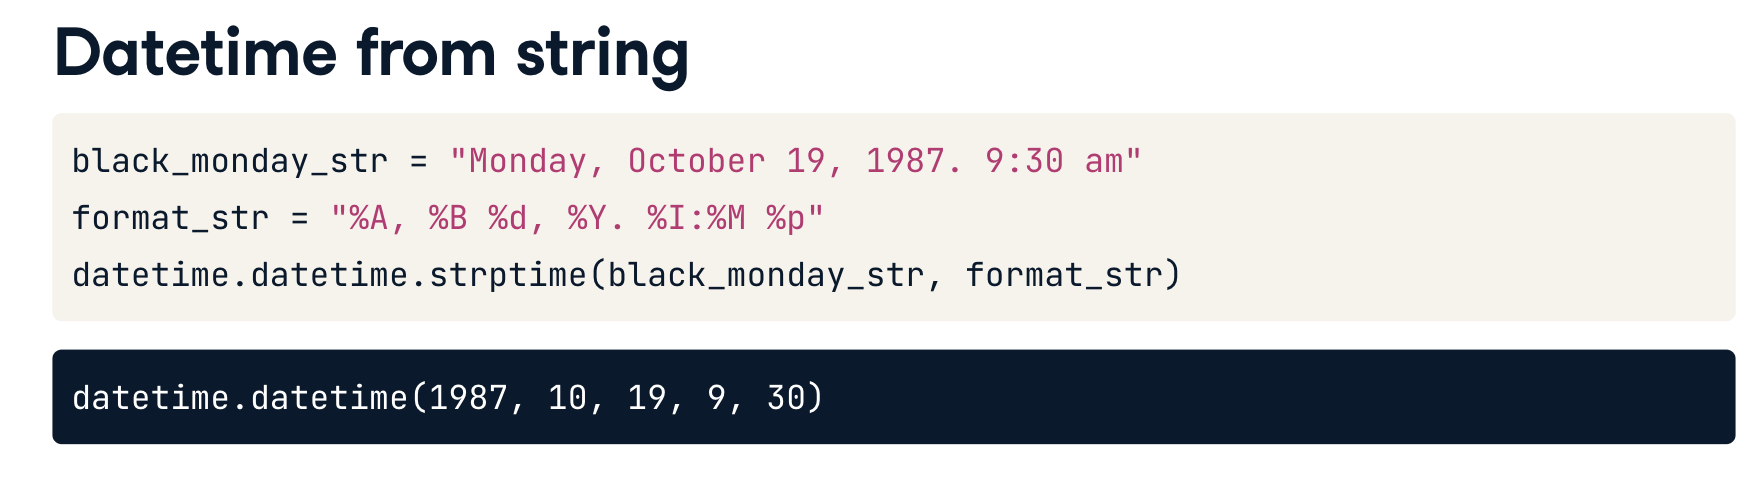 Datetime from string
black_monday_str = "Monday, October 19, 1987. 9:30 am"
format_str = "%A, %B %d, %Y. %I:%M %p"
datetime.datetime.strptime(black_monday_str, format_str)
datetime.datetime(1987, 10, 19, 9, 30)